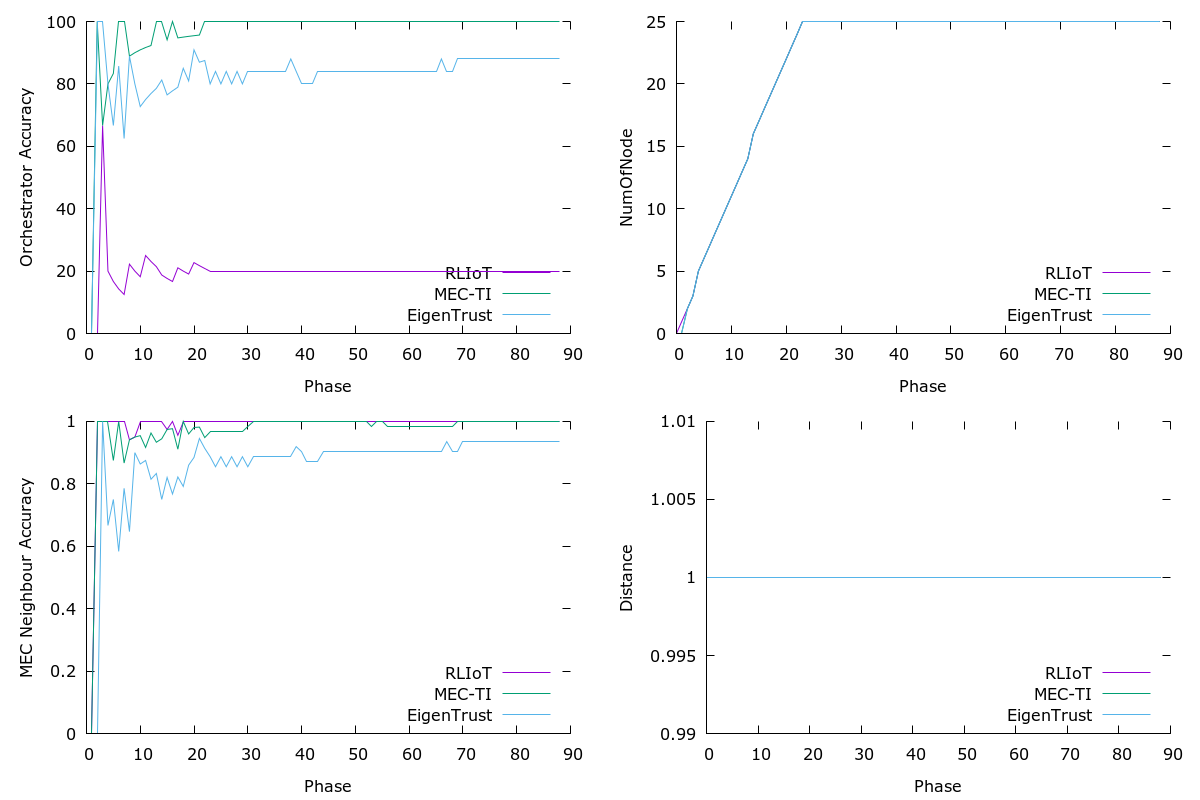 Orchestrator Accuracy
100
80
60
40
20
0
RLIoT
MEC-TI
EigenTrust
0 10 20 30 40 50 60 70 80 90
Phase
NumOfNode
25
20
15
10
5
0
RLIoT
MEC-TI
EigenTrust
0 10 20 30 40 50 60 70 80 90
Phase
MEC Neighbour Accuracy
1
0.8
0.6
0.4
0.2
0
RLIoT
MEC-TI
EigenTrust
0 10 20 30 40 50 60 70 80 90
Phase
Distance
1.01
1.005
1
0.995
0.99
RLIoT
MEC-TI
EigenTrust
0 10 20 30 40 50 60 70 80 90
Phase